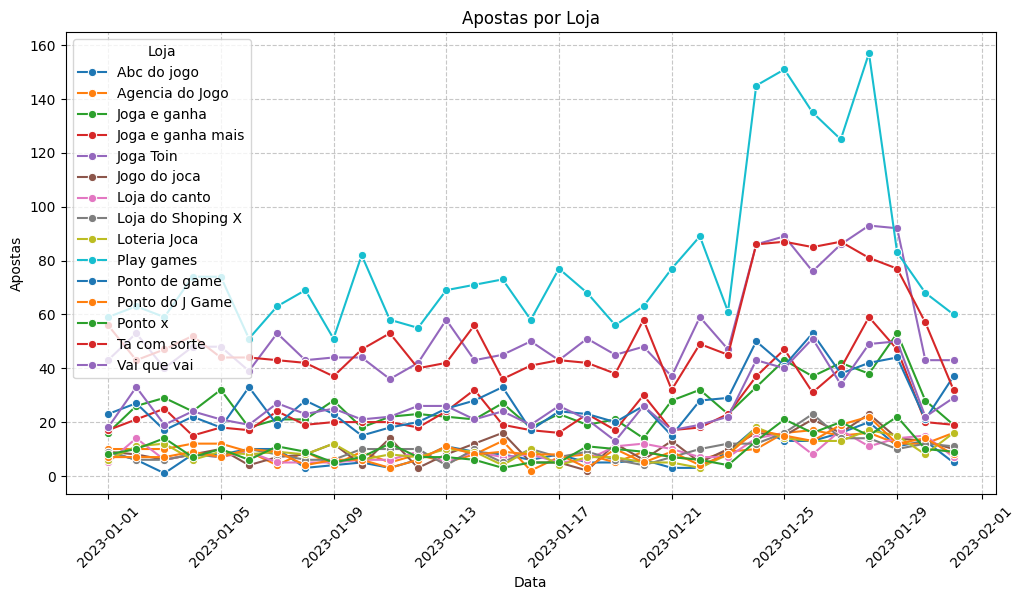 Apostas por Loja
Apostas
160
140
120
100
80
60
40
20
0
Loja
Abc do jogo
Agencia do Jogo
Joga e ganha
Joga e ganha mais
Joga Toin
Jogo do joca
Loja do canto
Loja do Shoping X
Loteria Joca
Play games
Ponto de game
Ponto do J Game
Ponto x
Ta com sorte
Vai que vai
2023-01-01
2023-01-05
2023-01-09
2023-01-13
2023-01-17
2023-01-21
2023-01-25
2023-01-29
2023-02-01
Data